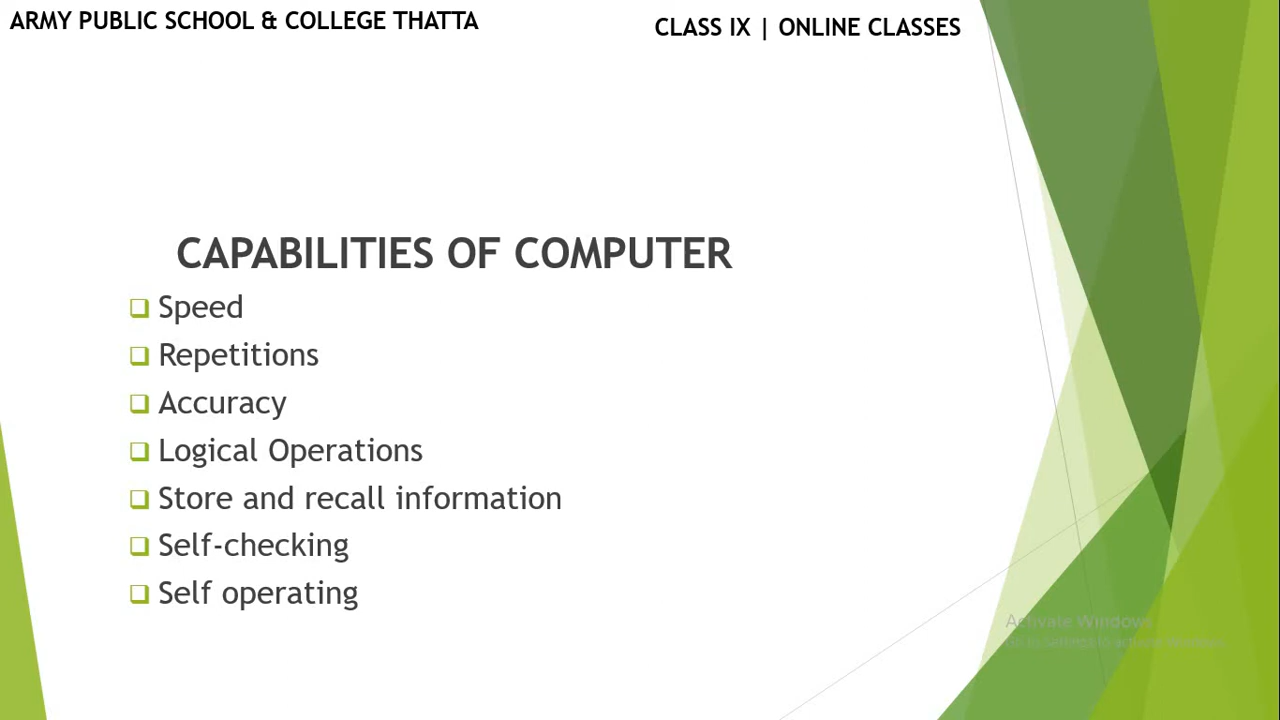 ARMY PUBLIC SCHOOL & COLLEGE THATTA
CLASS IX | ONLINE CLASSES
CAPABILITIES OF COMPUTER
Speed
Repetitions
Accuracy
Logical Operations
Store and recall information
Self-checking
Self operating
Activate Windows